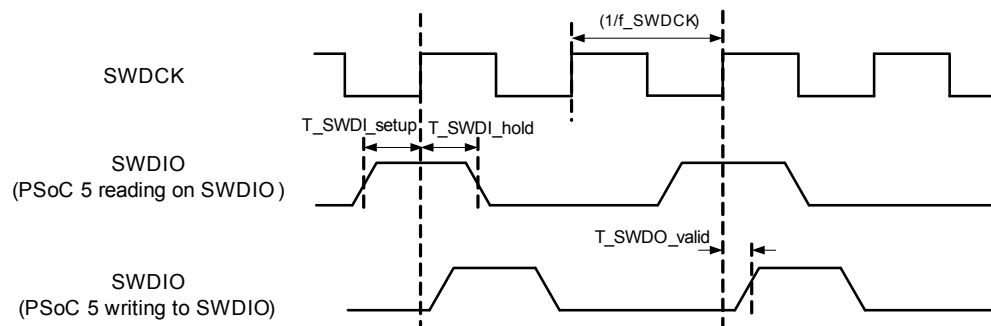 (1/f_SWDCK)
SWDCK
T_SWDI_setup T_SWDI_hold
SWDIO
(PSoC 5 reading on SWDIO )
T_SWDO_valid
SWDIO
(PSoC 5 writing to SWDIO)